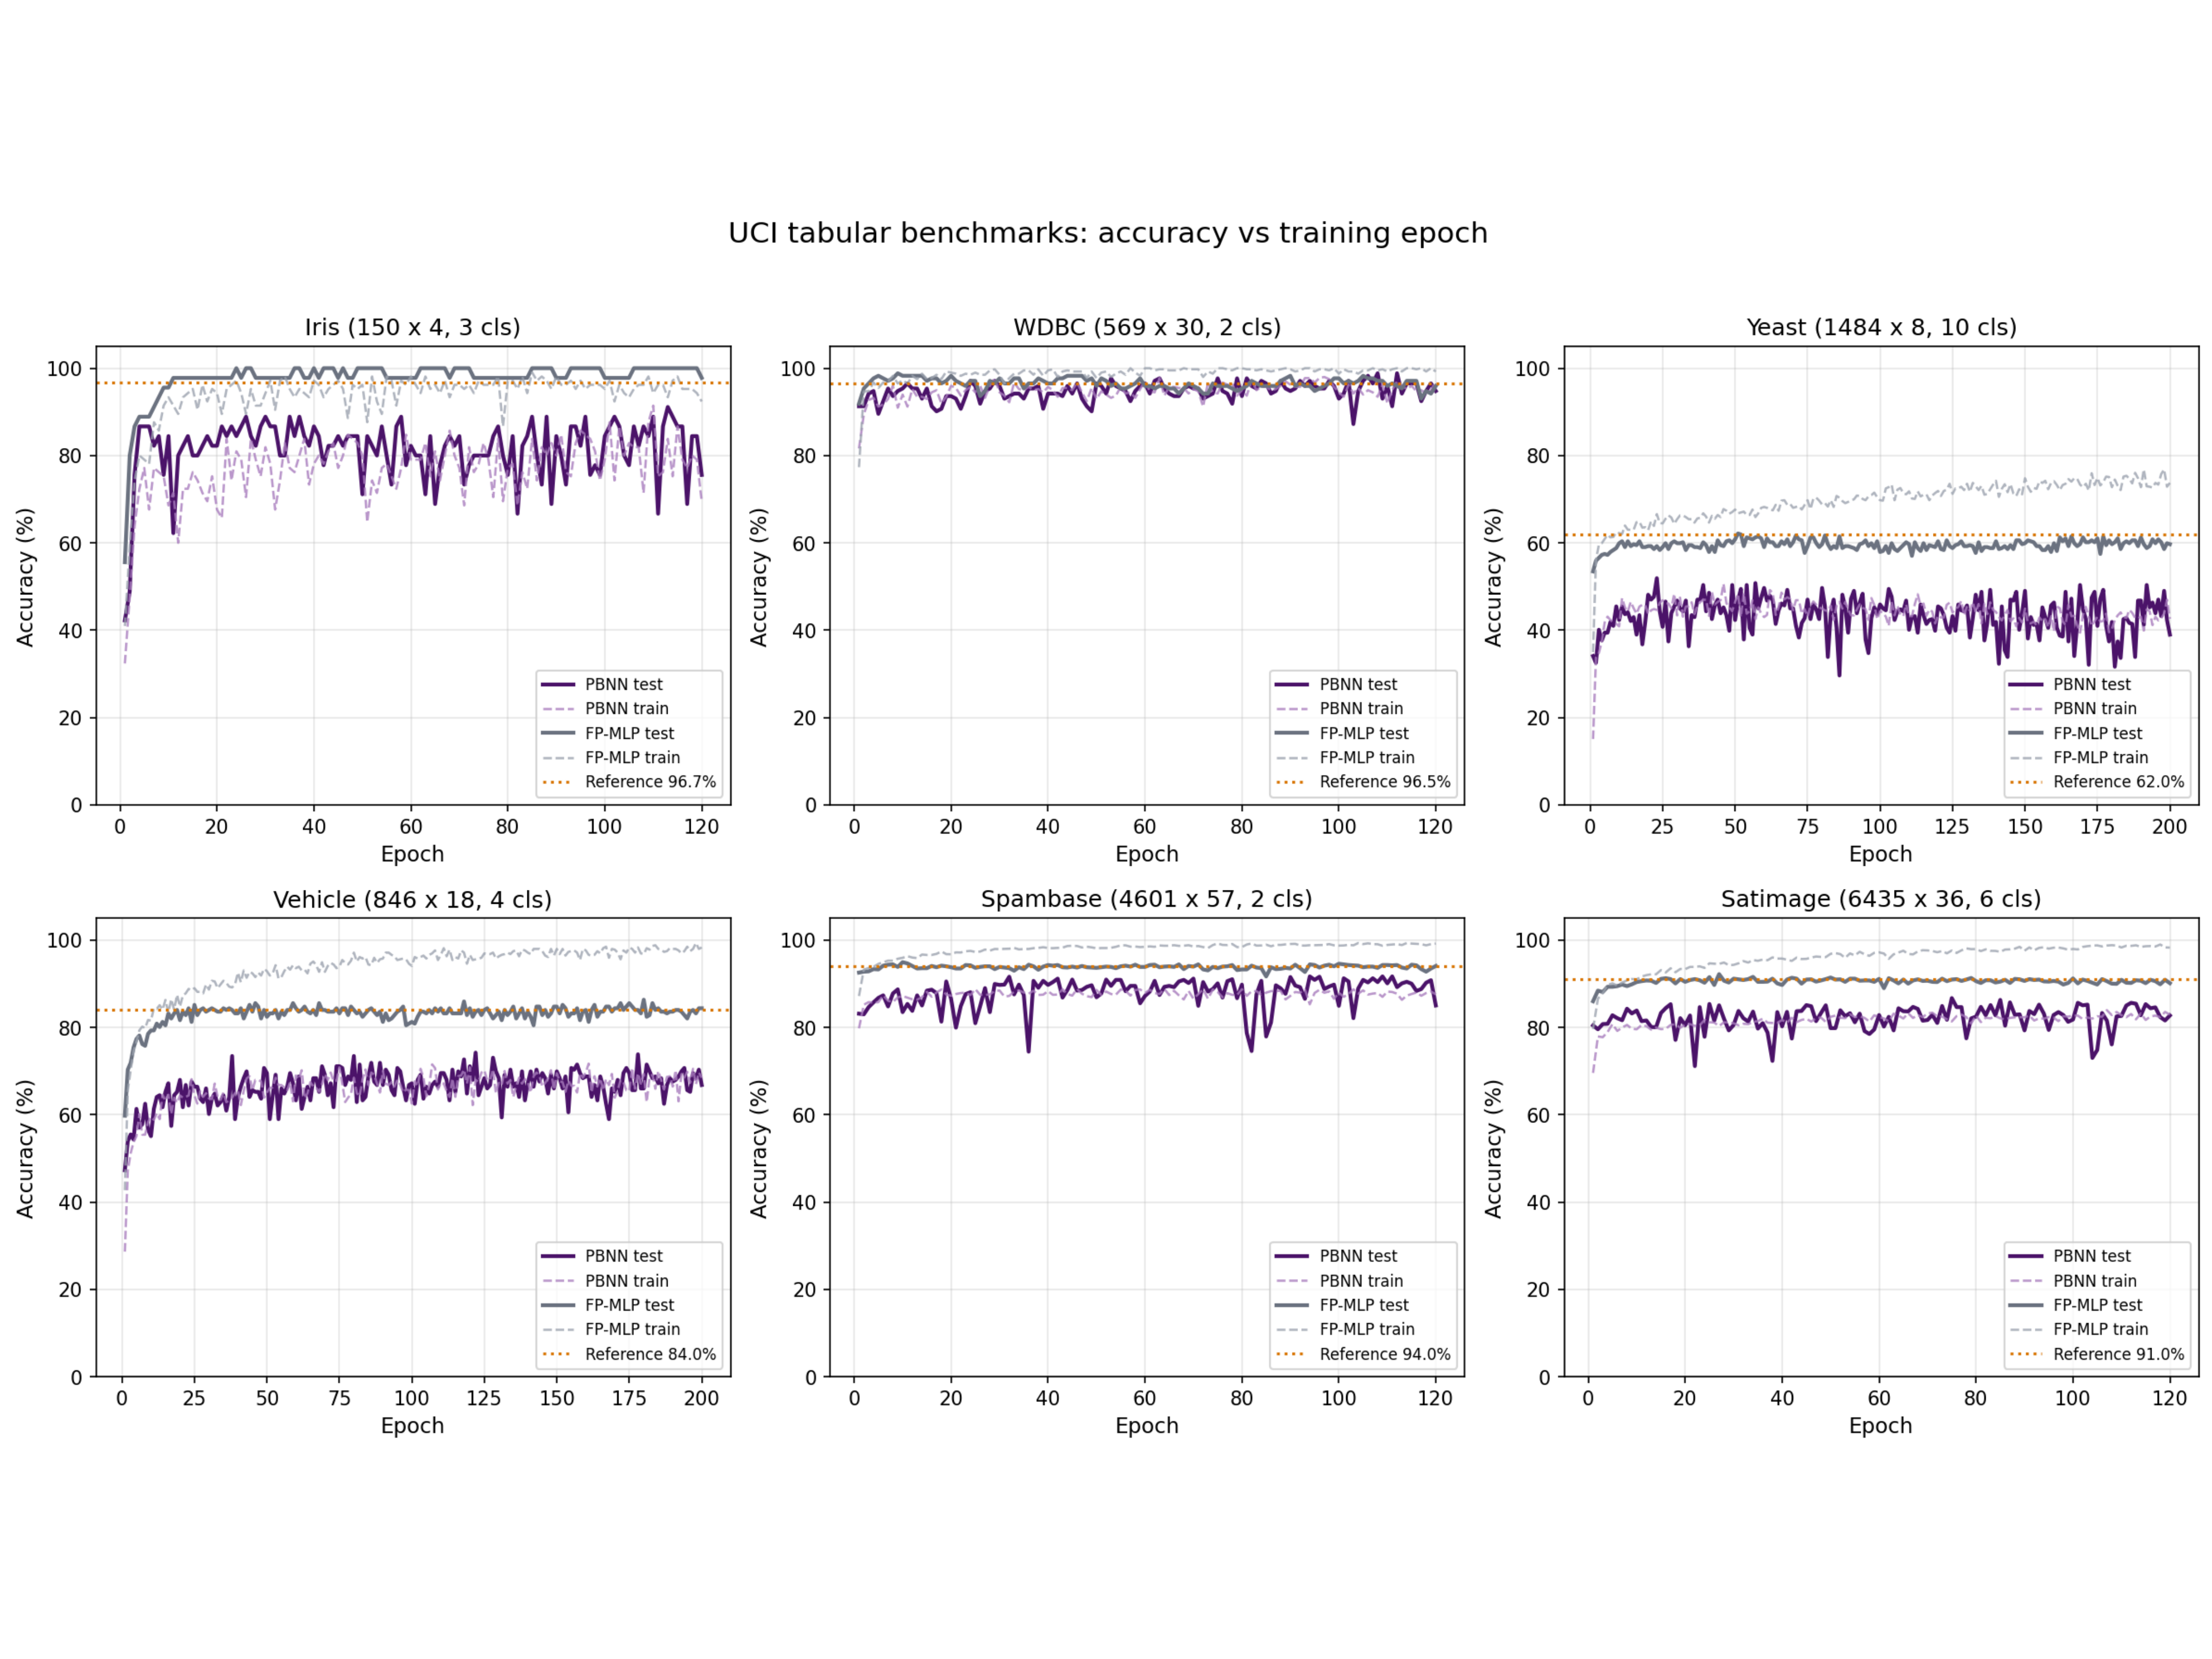 UCI tabular benchmarks: accuracy vs training epoch
Iris (150 x 4, 3 cls)
100
80
60
40
20
0
Accuracy (%)
0 20 40 60 80 100 120
Epoch
PBNN test
PBNN train
FP-MLP test
FP-MLP train
Reference 96.7%
WDBC (569 x 30, 2 cls)
100
80
60
40
20
0
Accuracy (%)
0 20 40 60 80 100 120
Epoch
PBNN test
PBNN train
FP-MLP test
FP-MLP train
Reference 96.5%
Yeast (1484 x 8, 10 cls)
100
80
60
40
20
0
Accuracy (%)
0 25 50 75 100 125 150 175 200
Epoch
PBNN test
PBNN train
FP-MLP test
FP-MLP train
Reference 62.0%
Vehicle (846 x 18, 4 cls)
100
80
60
40
20
0
Accuracy (%)
0 25 50 75 100 125 150 175 200
Epoch
PBNN test
PBNN train
FP-MLP test
FP-MLP train
Reference 84.0%
Spambase (4601 x 57, 2 cls)
100
80
60
40
20
0
Accuracy (%)
0 20 40 60 80 100 120
Epoch
PBNN test
PBNN train
FP-MLP test
FP-MLP train
Reference 94.0%
Satimage (6435 x 36, 6 cls)
100
80
60
40
20
0
Accuracy (%)
0 20 40 60 80 100 120
Epoch
PBNN test
PBNN train
FP-MLP test
FP-MLP train
Reference 91.0%